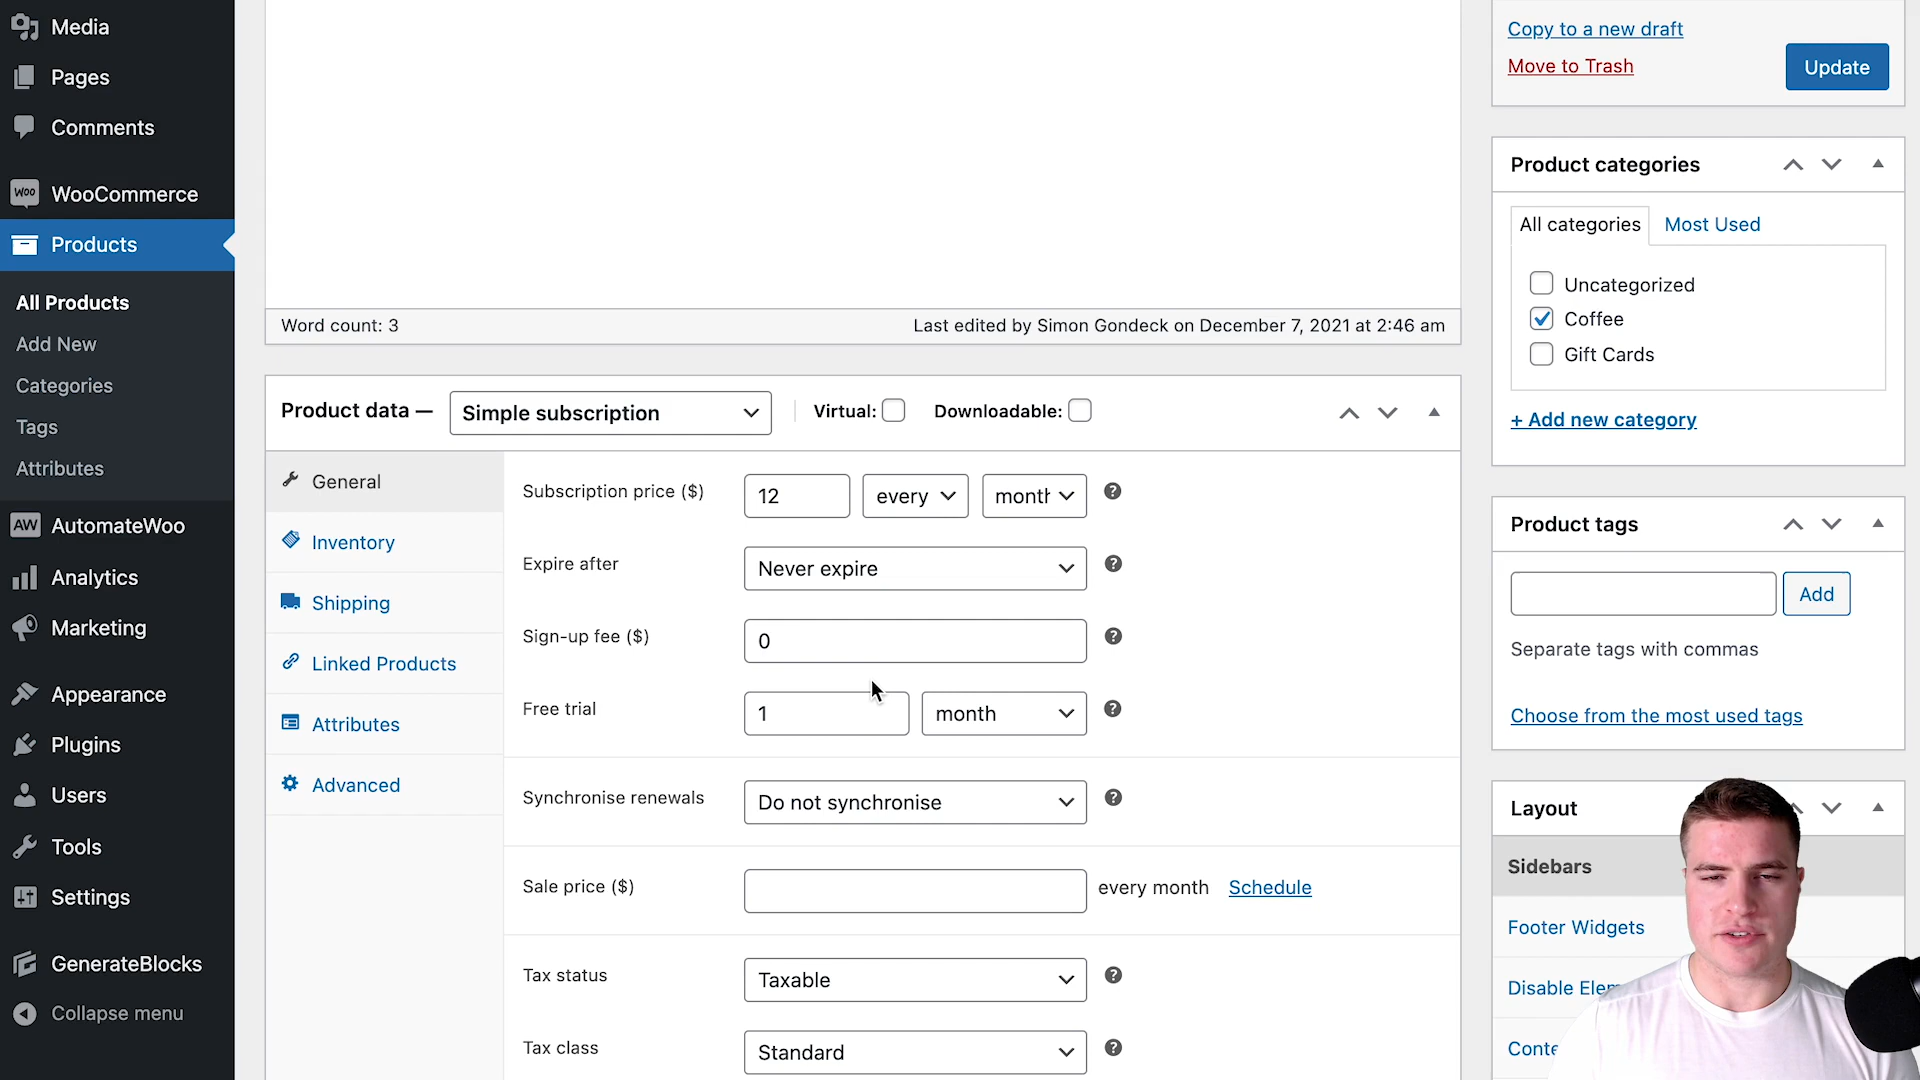 Media
Pages
Comments
WOO WooCommerce
Products
All Products
Add New
Categories
Tags
Attributes
AW AutomateWoo
Analytics
Marketing
Appearance
Plugins
Users
Tools
Settings
GenerateBlocks
Collapse menu
Word count: 3
Last edited by Simon Gondeck on December 7, 2021 at 2:46 am
Product data —
Simple subscription
Virtual:
Downloadable:
General
Inventory
Shipping
Linked Products
Attributes
Advanced
Subscription price ($)
12
every
month
?
Expire after
Never expire
?
Sign-up fee ($)
0
?
Free trial
1
month
?
Synchronise renewals
Do not synchronise
?
Sale price ($)
every month
Schedule
Tax status
Taxable
?
Tax class
Standard
?
Copy to a new draft
Move to Trash
Update
Product categories
All categories
Most Used
Uncategorized
Coffee
Gift Cards
+ Add new category
Product tags
Add
Separate tags with commas
Choose from the most used tags
Layout
Sidebars
Footer Widgets
Disable